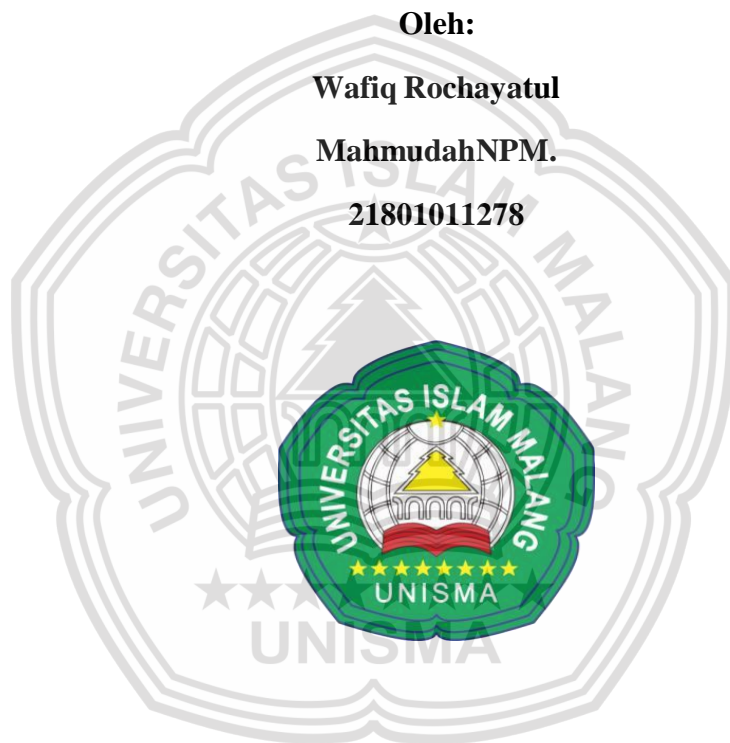 Oleh:
Wafiq Rochayatul
MahmudahNPM.
21801011278
UNIVERSITAS ISLAM MALANG
UNISMA
UNIVERSITAS ISLAM MALANG
UNISMA